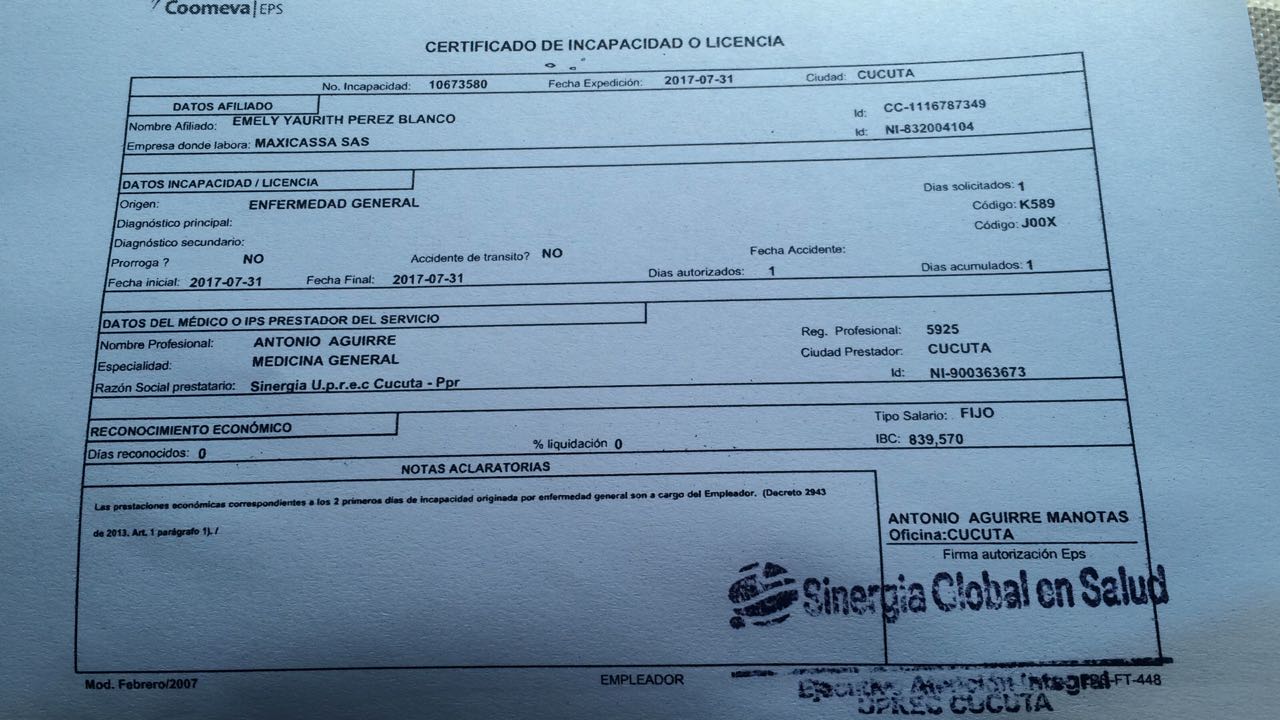 Coomeva|EPS
CERTIFICADO DE INCAPACIDAD O LICENCIA
No. Incapacidad: 10673580 Fecha Expedición: 2017-07-31 Ciudad: CUCUTA
DATOS AFILIADO
Nombre Afiliado: EMELY YAURITH PEREZ BLANCO Id: CC-1116787349
Empresa donde labora: MAXICASSA SAS Id: NI-832004104
DATOS INCAPACIDAD / LICENCIA
Origen: ENFERMEDAD GENERAL Dias solicitados: 1
Diagnóstico principal: Código: K589
Diagnóstico secundario: Código: J00X
Prorroga ? NO Accidente de transito? NO Fecha Accidente:
Fecha inicial: 2017-07-31 Fecha Final: 2017-07-31 Dias autorizados: 1 Dias acumulados: 1
DATOS DEL MÉDICO O IPS PRESTADOR DEL SERVICIO
Nombre Profesional: ANTONIO AGUIRRE Reg. Profesional: 5925
Especialidad: MEDICINA GENERAL Ciudad Prestador: CUCUTA
Razón Social prestatario: Sinergia U.p.r.e.c Cucuta - Ppr Id: NI-900363673
RECONOCIMIENTO ECONÓMICO Tipo Salario: FIJO
Días reconocidos: 0 % liquidación 0 IBC: 839,570
NOTAS ACLARATORIAS
Las prestaciones económicas correspondientes a los 2 primeros días de incapacidad originada por enfermedad general son a cargo del Empleador. (Decreto 2943
de 2013. Art. 1 parágrafo 1). /
ANTONIO AGUIRRE MANOTAS
Oficina:CUCUTA
Firma autorización Eps
Sinergia Global en Salud
Mod. Febrero/2007 EMPLEADOR -FT-448
Ejecutivo Atención Integral
UPREC CUCUTA